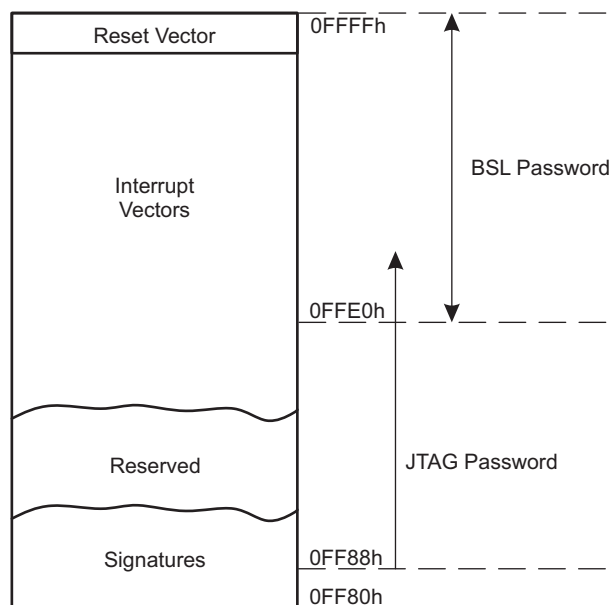 Reset Vector
0FFFFh
BSL Password
Interrupt
Vectors
0FFE0h
Reserved
JTAG Password
Signatures
0FF88h
0FF80h